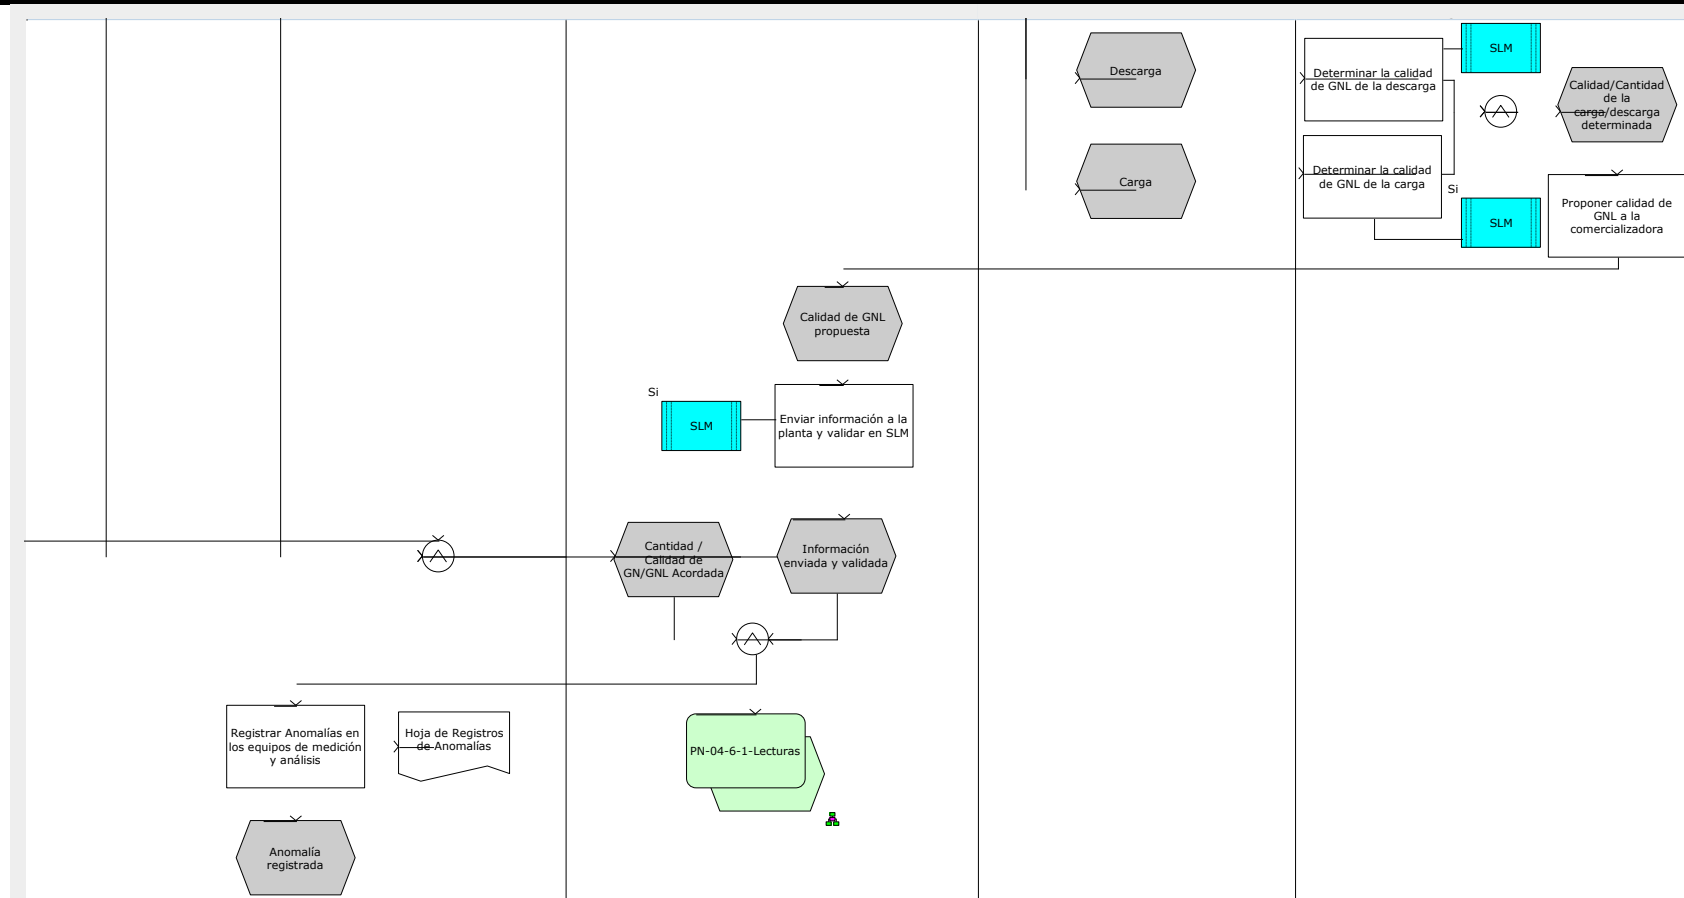 Descarga
Determinar la calidad
de GNL de la descarga
SLM
Calidad/Cantidad
de la
carga/descarga
determinada
Carga
Determinar la calidad
de GNL de la carga
Si
SLM
Proponer calidad de
GNL a la
comercializadora
Calidad de GNL
propuesta
Si
SLM
Enviar información a la
planta y validar en SLM
Cantidad /
Calidad de
GN/GNL Acordada
Información
enviada y validada
Registrar Anomalías en
los equipos de medición
y análisis
Hoja de Registros
de Anomalías
PN-04-6-1-Lecturas
Anomalía
registrada